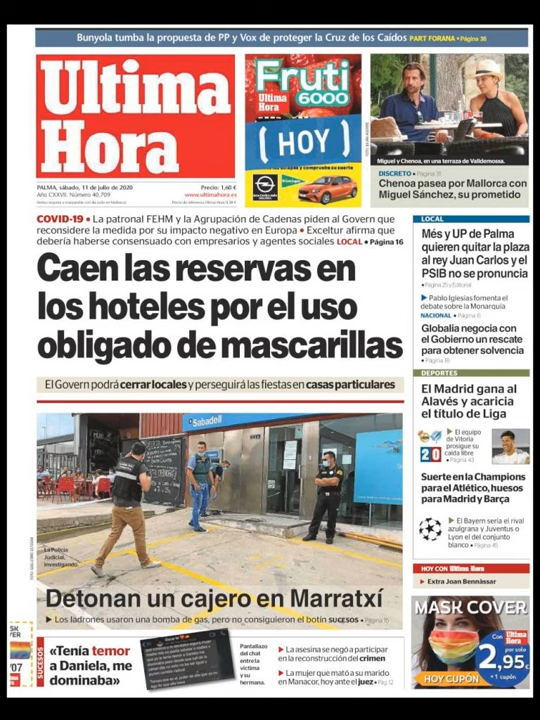 Bunyola tumba la propuesta de PP y Vox de proteger la Cruz de los Caídos PART FORANA • Página 36
Ultima
Hora
PALMA, sábado, 11 de julio de 2020
Precio: 1,60 €
Año CXXVII. Número 40.709
www.ultimahora.es
Fruti
Ultima
Hora
6000
( HOY )
y compruebe su suerte
Miguel y Chenoa, en una terraza de Valldemossa.
DISCRETO • Página 31
Chenoa pasea por Mallorca con
Miguel Sánchez, su prometido
COVID-19 • La patronal FEHM y la Agrupación de Cadenas piden al Govern que
reconsidere la medida por su impacto negativo en Europa • Exceltur afirma que
debería haberse consensuado con empresarios y agentes sociales LOCAL • Página 16
Caen las reservas en
los hoteles por el uso
obligado de mascarillas
El Govern podrá cerrar locales y perseguirá las fiestas en casas particulares
Sabadell
La Policía
Judicial,
investigando.
Detonan un cajero en Marratxí
▶ Los ladrones usaron una bomba de gas, pero no consiguieron el botín SUCESOS • Página
LOCAL
Més y UP de Palma
quieren quitar la plaza
al rey Juan Carlos y el
PSIB no se pronuncia
• Página 25 y Editorial
▶ Pablo Iglesias fomenta el
debate sobre la Monarquía
NACIONAL • Página 6
Globalia negocia con
el Gobierno un rescate
para obtener solvencia
• Página 18
DEPORTES
El Madrid gana al
Alavés y acaricia
el título de Liga
2 0
▶ El equipo
de Vitoria
prosigue su
caída libre
• Página 43
Suerte en la Champions
para el Atlético, huesos
para Madrid y Barça
▶ El Bayern sería el rival
azulgrana y Juventus o
Lyon el del conjunto
blanco • Página 45
HOY CON Ultima Hora
▶ Extra Joan Bennàssar
MASK COVER
Con
Ultima
Hora
por solo
2,95€
+ 1 cupón
HOY CUPÓN
SUCESOS
«Tenía temor
a Daniela, me
dominaba»
Pantallazo
del chat
entre la
víctima
y su
hermana.
▶ La asesina se negó a participar
en la reconstrucción del crimen
▶ La mujer que mató a su marido
en Manacor, hoy ante el juez • Pág. 12